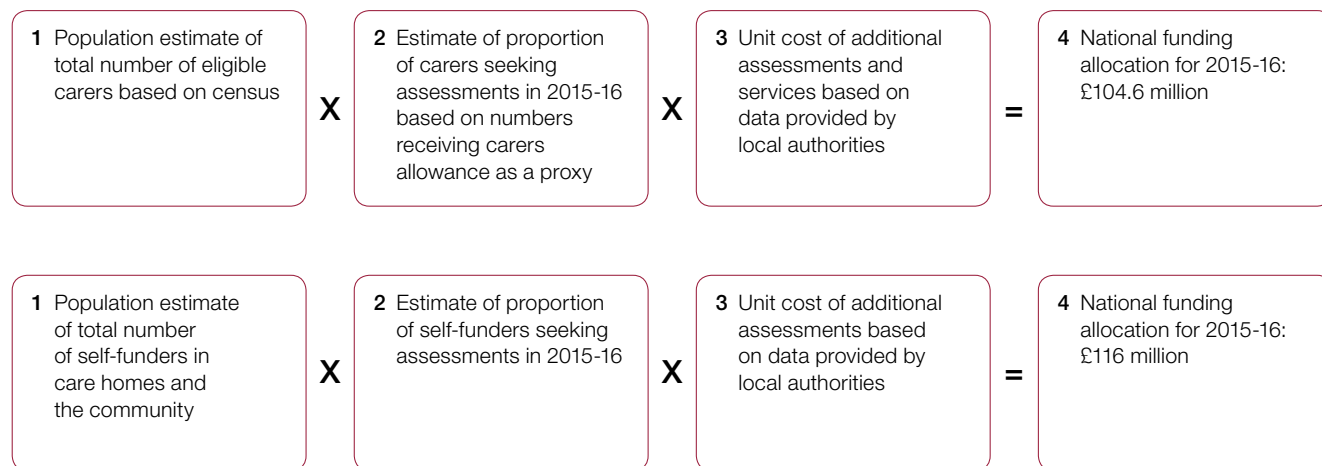 1 Population estimate of
total number of eligible
carers based on census
X
2 Estimate of proportion
of carers seeking
assessments in 2015-16
based on numbers
receiving carers
allowance as a proxy
X
3 Unit cost of additional
assessments and
services based on
data provided by
local authorities
=
4 National funding
allocation for 2015-16:
£104.6 million
1 Population estimate
of total number
of self-funders in
care homes and
the community
X
2 Estimate of proportion
of self-funders seeking
assessments in 2015-16
X
3 Unit cost of additional
assessments based
on data provided by
local authorities
=
4 National funding
allocation for 2015-16:
£116 million